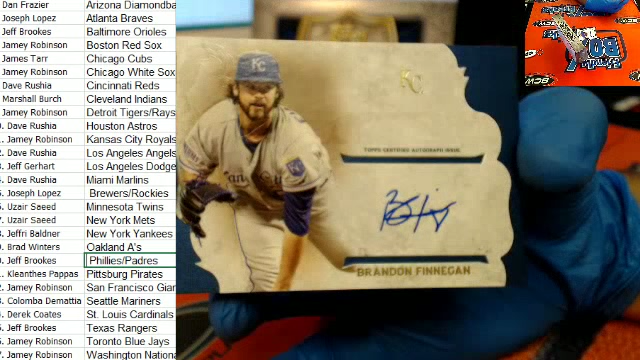 Dan Frazier Arizona Diamondba
Joseph Lopez Atlanta Braves
Jeff Brookes Baltimore Orioles
Jamey Robinson Boston Red Sox
James Tarr Chicago Cubs
Jamey Robinson Chicago White Sox
Dave Rushia Cincinnati Reds
Marshall Burch Cleveland Indians
Jamey Robinson Detroit Tigers/Rays
Dave Rushia Houston Astros
Jamey Robinson Kansas City Royals
Dave Rushia Los Angeles Angels
Jeff Gerhart Los Angeles Dodge
Dave Rushia Miami Marlins
Joseph Lopez Brewers/Rockies
Uzair Saeed Minnesota Twins
Uzair Saeed New York Mets
Jeffri Baldner New York Yankees
Brad Winters Oakland A's
Jeff Brookes Phillies/Padres
Kleanthes Pappas Pittsburg Pirates
Jamey Robinson San Francisco Gian
Colomba Demattia Seattle Mariners
Derek Coates St. Louis Cardinals
Jeff Brookes Texas Rangers
Jamey Robinson Toronto Blue Jays
Jamey Robinson Washington Nationa
KC
KC
TOPPS CERTIFIED AUTOGRAPH ISSUE
BRANDON FINNEGAN